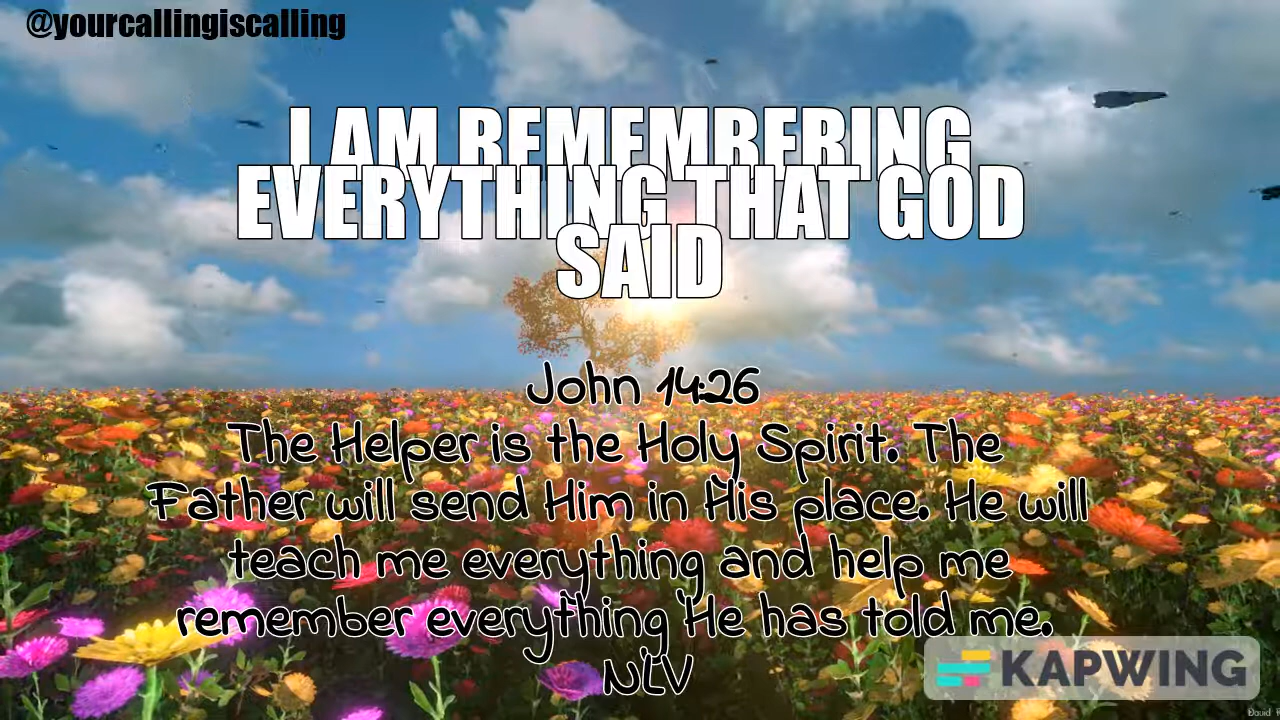 @yourcallingiscalling
I AM REMEMBERING
EVERYTHING THAT GOD
SAID
John 14:26
The Helper is the Holy Spirit. The
Father will send Him in His place. He will
teach me everything and help me
remember everything He has told me.
NLV
KAPWING
David